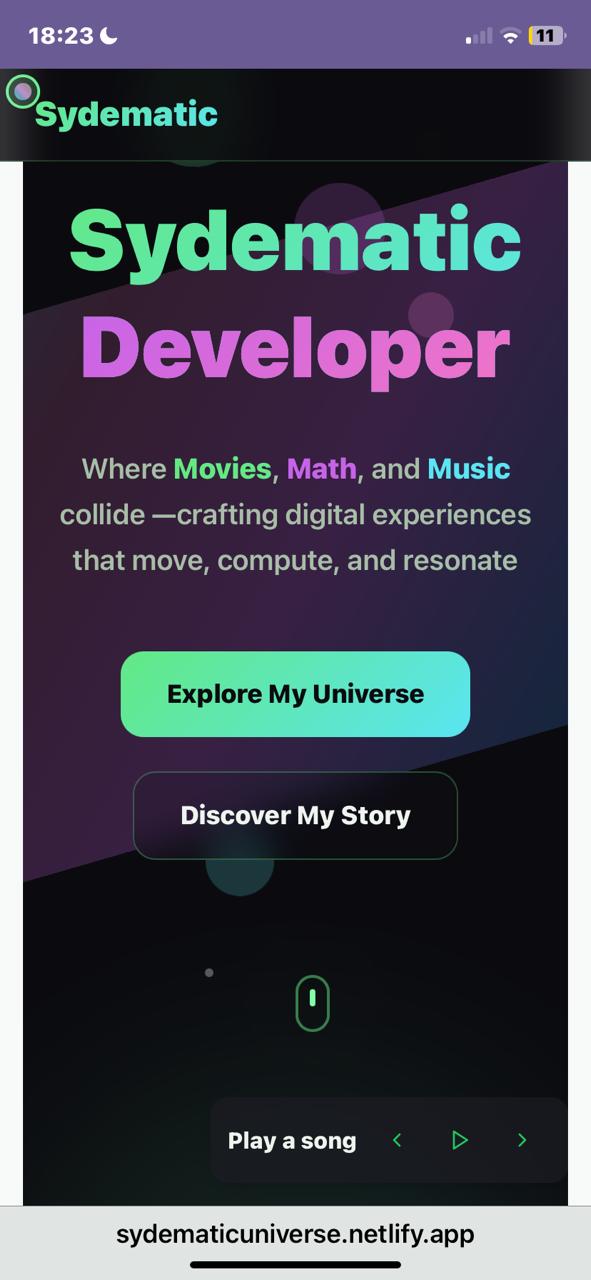 18:23
11
Sydematic
Sydematic
Developer
Where Movies, Math, and Music
collide —crafting digital experiences
that move, compute, and resonate
Explore My Universe
Discover My Story
Play a song
sydematicuniverse.netlify.app